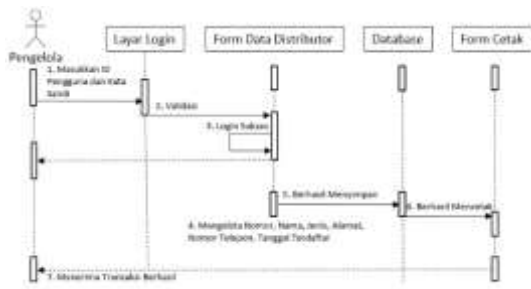 Pengelola
Layar Login
Form Data Distributor
Database
Form Cetak
1. Masukkan ID
Pengguna dan Kata
Sandi
2. Validasi
3. Login Sukses
5. Berhasil Menyimpan
6. Berhasil Mencetak
4. Mengelola Nomor, Nama, Jenis, Alamat,
Nomor Telepon, Tanggal Terdaftar
7. Menerima Transaksi Berhasil